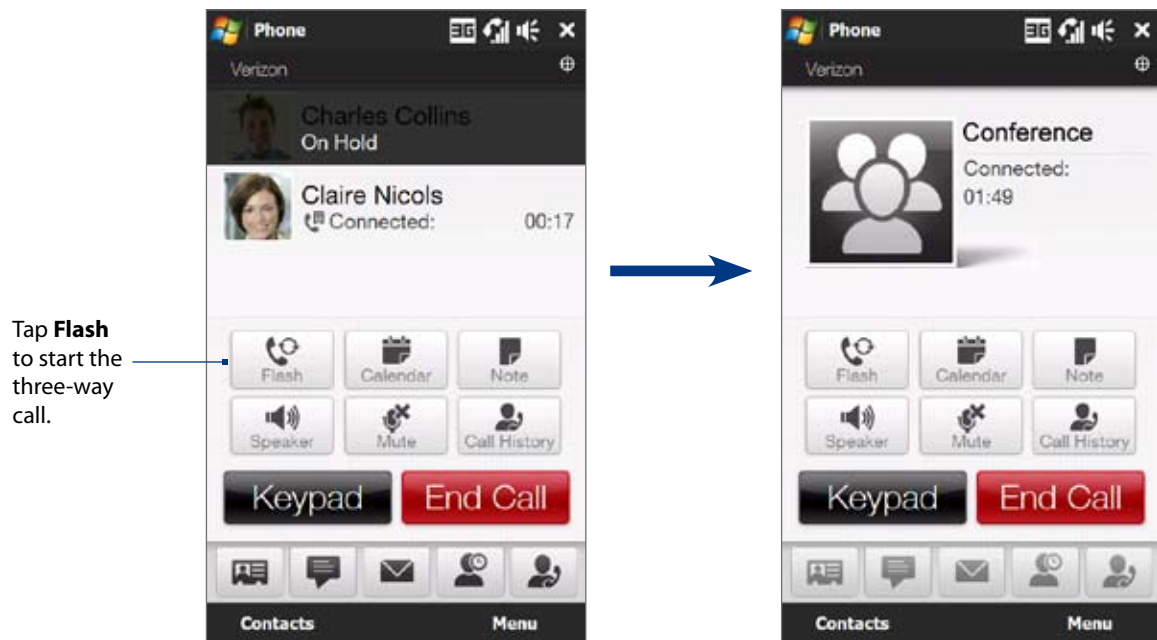 Phone
3G
Verizon
Charles Collins
On Hold
Claire Nicols
Connected: 00:17
Tap Flash
to start the
three-way
call.
Flash Calendar Note
Speaker Mute Call History
Keypad End Call
Contacts Menu
Phone
3G
Verizon
Conference
Connected:
01:49
Flash Calendar Note
Speaker Mute Call History
Keypad End Call
Contacts Menu